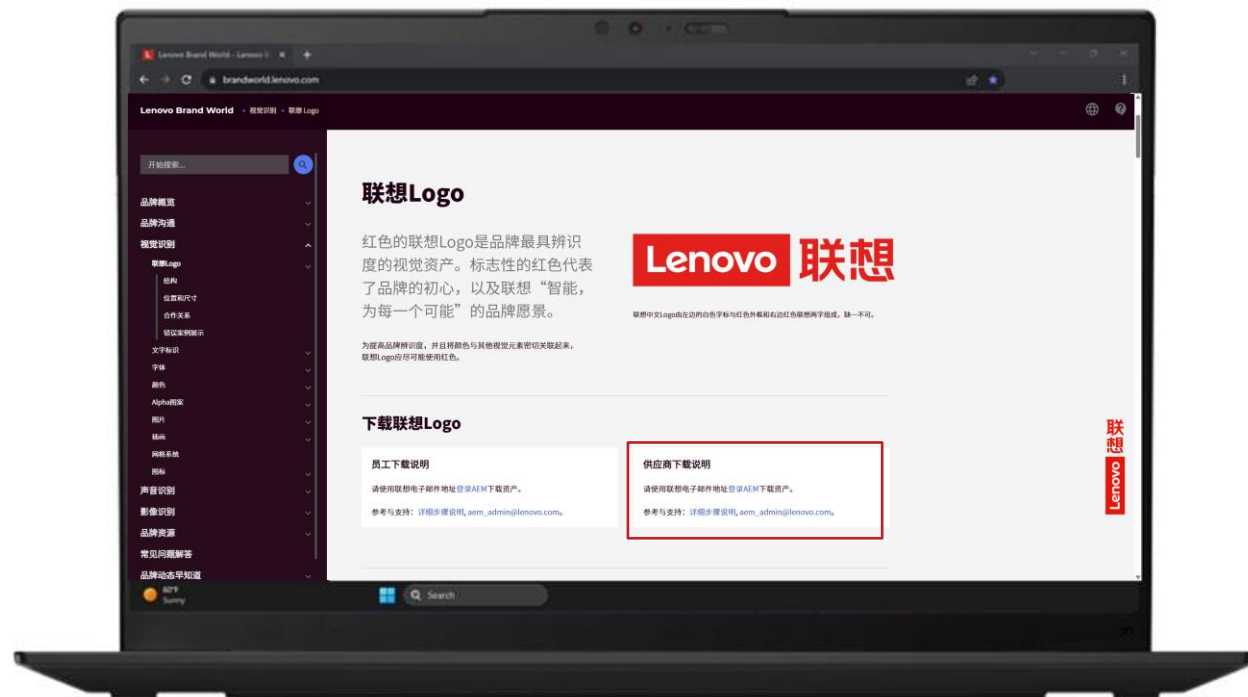 Lenovo Brand World - Lenovo
brandworld.lenovo.com
Lenovo Brand World • 视觉识别 • 联想 Logo
开始搜索...
品牌概览
品牌沟通
视觉识别
联想Logo
结构
位置和尺寸
合作关系
错误案例展示
文字标识
字体
颜色
Alpha图案
图片
插画
网格系统
图标
声音识别
影像识别
品牌资源
常见问题解答
品牌动态早知道
联想Logo
红色的联想Logo是品牌最具辨识
度的视觉资产。标志性的红色代表
了品牌的初心，以及联想“智能，
为每一个可能”的品牌愿景。
为提高品牌辨识度，并且将颜色与其他视觉元素密切关联起来，
联想Logo应尽可能使用红色。
Lenovo 联想
联想中文Logo由左边的白色字标与红色外框和右边红色联想两字组成，缺一不可。
下载联想Logo
员工下载说明
请使用联想电子邮件地址登录AEM下载资产。
参考与支持：详细步骤说明, aem_admin@lenovo.com。
供应商下载说明
请使用联想电子邮件地址登录AEM下载资产。
参考与支持：详细步骤说明, aem_admin@lenovo.com。
Lenovo 联想
60°F
Sunny
Search